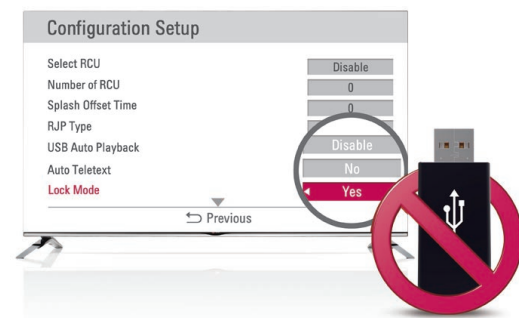 Configuration Setup
Select RCU Disable
Number of RCU 0
Splash Offset Time 0
RJP Type
USB Auto Playback Disable
Auto Teletext No
Lock Mode Yes
Previous